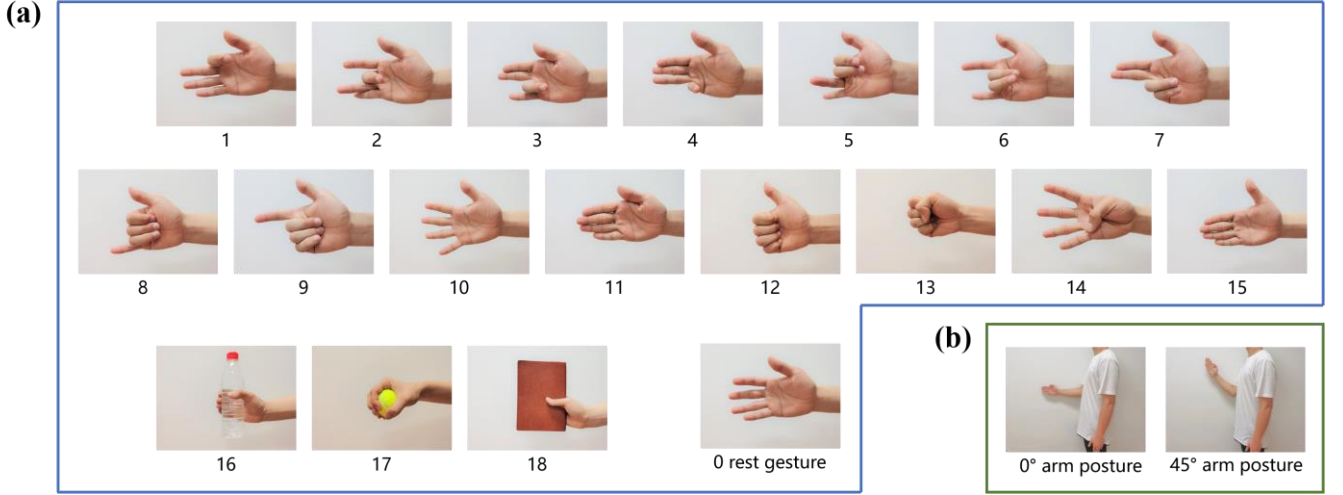 (a)
1 2 3 4 5 6 7
8 9 10 11 12 13 14 15
(b)
16 17 18 0 rest gesture
0° arm posture 45° arm posture